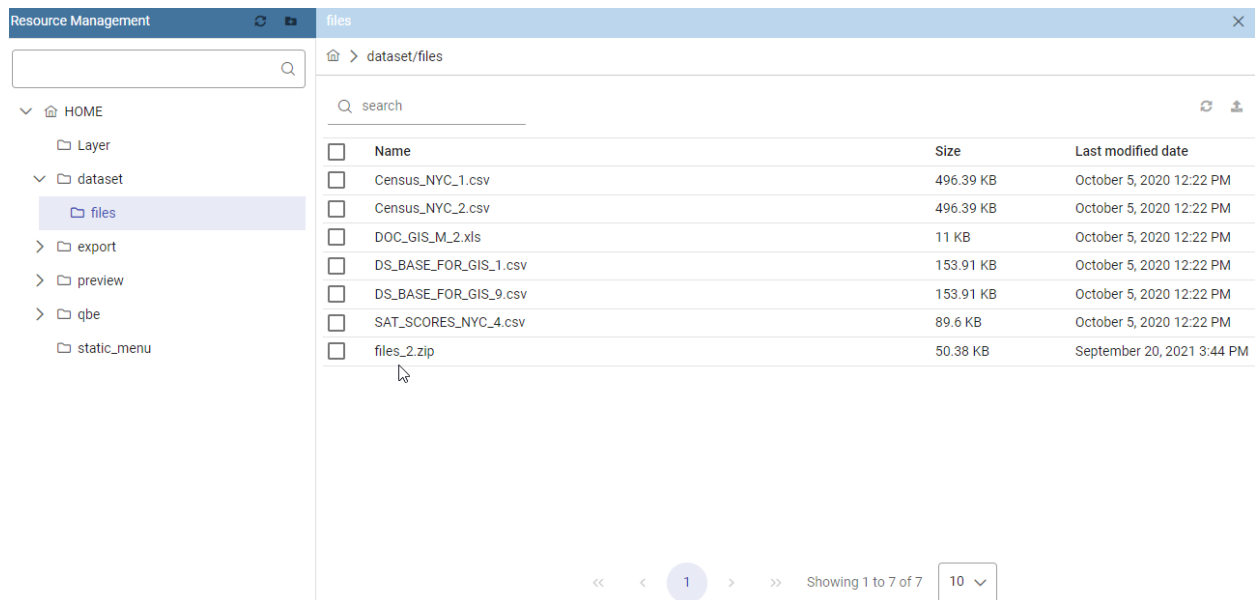 Resource Management
files
dataset/files
HOME
Layer
dataset
files
export
preview
qbe
static_menu
search
Name Size Last modified date
Census_NYC_1.csv 496.39 KB October 5, 2020 12:22 PM
Census_NYC_2.csv 496.39 KB October 5, 2020 12:22 PM
DOC_GIS_M_2.xls 11 KB October 5, 2020 12:22 PM
DS_BASE_FOR_GIS_1.csv 153.91 KB October 5, 2020 12:22 PM
DS_BASE_FOR_GIS_9.csv 153.91 KB October 5, 2020 12:22 PM
SAT_SCORES_NYC_4.csv 89.6 KB October 5, 2020 12:22 PM
files_2.zip 50.38 KB September 20, 2021 3:44 PM
1 Showing 1 to 7 of 7 10